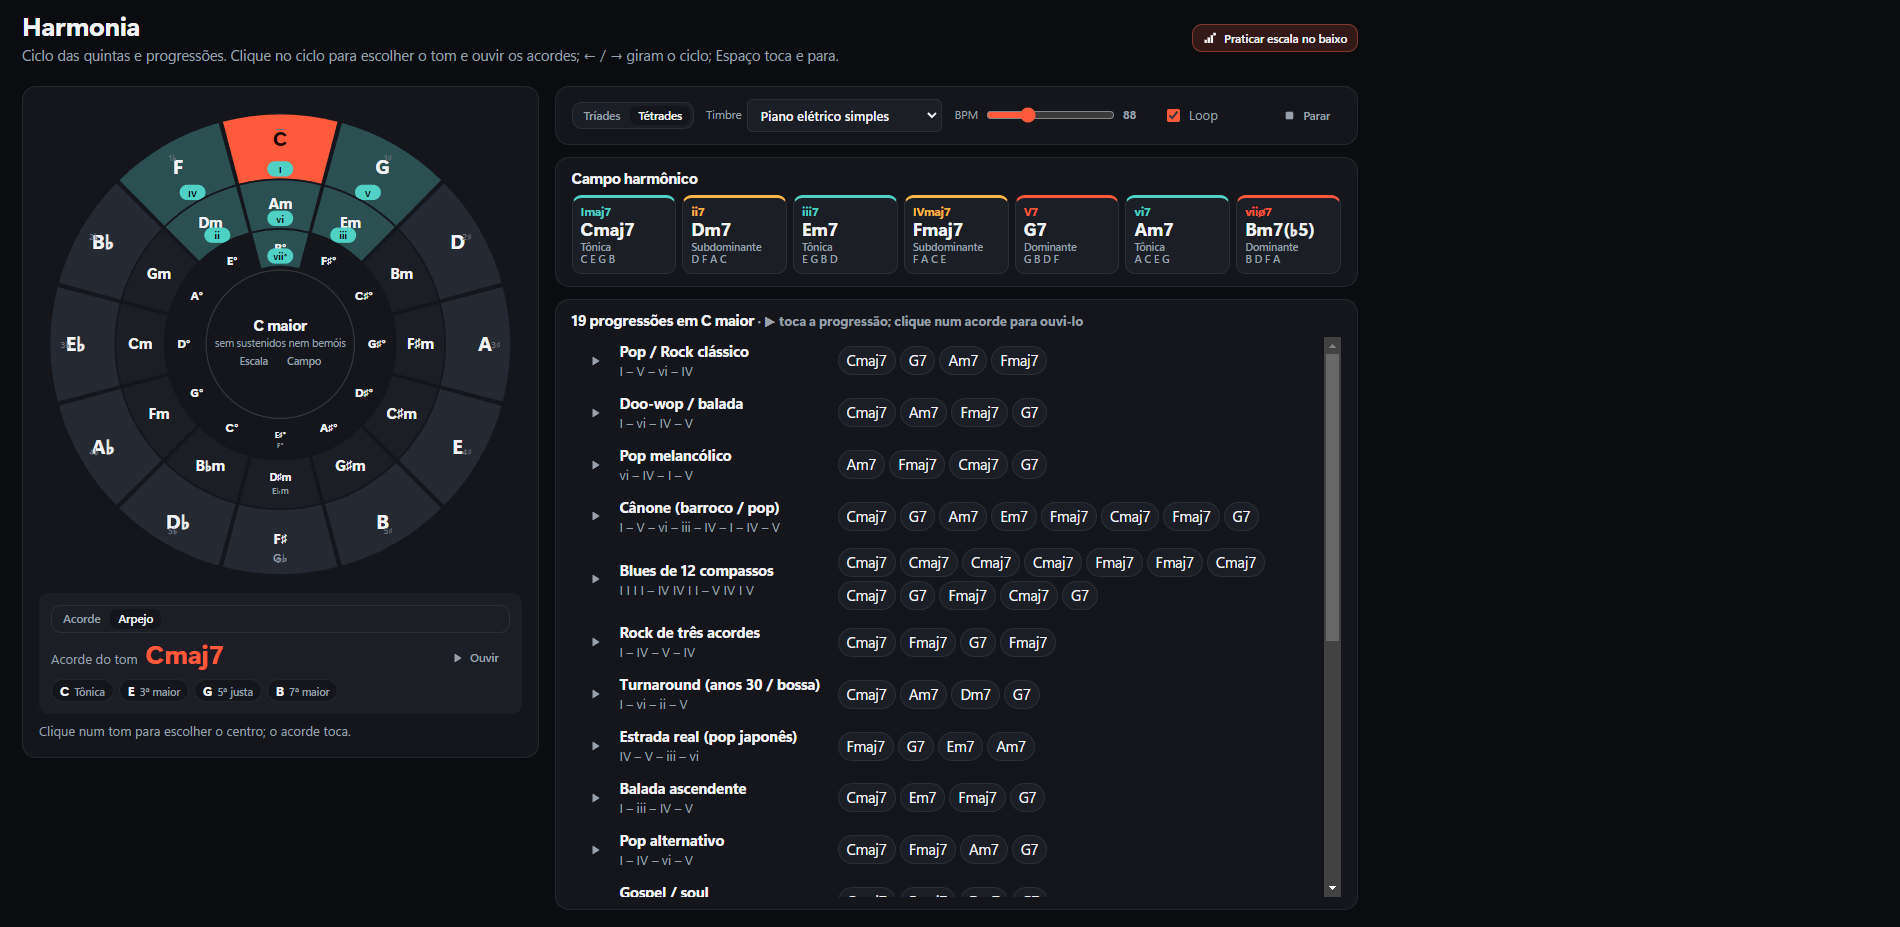 Harmonia
Ciclo das quintas e progressões. Clique no ciclo para escolher o tom e ouvir os acordes; ← / → giram o ciclo; Espaço toca e para.
Praticar escala no baixo
C
I
F
IV
G
V
Am
vi
Dm
ii
Em
iii
vii°
B♭
D
Gm
E°
F♯°
Bm
A°
C♯°
E♭
Cm
D°
G♯°
F♯m
A
3♯
C maior
sem sustenidos nem bemóis
Escala Campo
G°
D♯°
Fm
C♯m
C°
E♯°
F°
A♯°
A♭
E
4♯
B♭m
D♯m
E♭m
G♯m
D♭
B
F♯
G♭
Acorde Arpejo
Acorde do tom Cmaj7
Ouvir
C Tônica E 3ª maior G 5ª justa B 7ª maior
Clique num tom para escolher o centro; o acorde toca.
Tríades Tétrades Timbre Piano elétrico simples BPM 88 Loop Parar
Campo harmônico
Imaj7
Cmaj7
Tônica
C E G B
ii7
Dm7
Subdominante
D F A C
iii7
Em7
Tônica
E G B D
IVmaj7
Fmaj7
Subdominante
F A C E
V7
G7
Dominante
G B D F
vi7
Am7
Tônica
A C E G
viiø7
Bm7(♭5)
Dominante
B D F A
19 progressões em C maior · ▶ toca a progressão; clique num acorde para ouvi-lo
Pop / Rock clássico
I – V – vi – IV
Cmaj7 G7 Am7 Fmaj7
Doo-wop / balada
I – vi – IV – V
Cmaj7 Am7 Fmaj7 G7
Pop melancólico
vi – IV – I – V
Am7 Fmaj7 Cmaj7 G7
Cânone (barroco / pop)
I – V – vi – iii – IV – I – IV – V
Cmaj7 G7 Am7 Em7 Fmaj7 Cmaj7 Fmaj7 G7
Blues de 12 compassos
I I I I – IV IV I I – V IV I V
Cmaj7 Cmaj7 Cmaj7 Cmaj7 Fmaj7 Fmaj7 Cmaj7
Cmaj7 G7 Fmaj7 Cmaj7 G7
Rock de três acordes
I – IV – V – IV
Cmaj7 Fmaj7 G7 Fmaj7
Turnaround (anos 30 / bossa)
I – vi – ii – V
Cmaj7 Am7 Dm7 G7
Estrada real (pop japonês)
IV – V – iii – vi
Fmaj7 G7 Em7 Am7
Balada ascendente
I – iii – IV – V
Cmaj7 Em7 Fmaj7 G7
Pop alternativo
I – IV – vi – V
Cmaj7 Fmaj7 Am7 G7
Gospel / soul